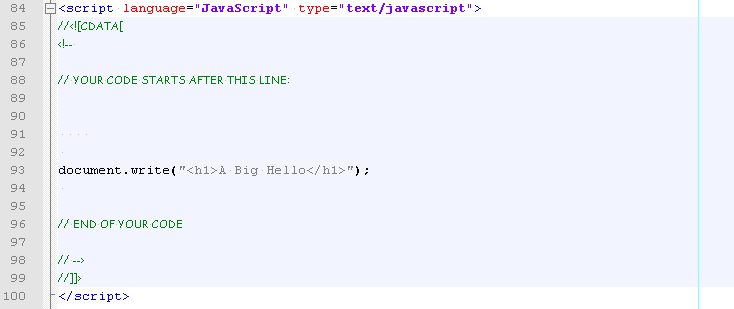 84 <script language="JavaScript" type="text/javascript">
85 //<![CDATA[
86 <!--
87
88 // YOUR CODE STARTS AFTER THIS LINE:
89
90
91
92
93 document.write("<h1>A Big Hello</h1>");
94
95
96 // END OF YOUR CODE
97
98 // -->
99 //]]>
100 </script>